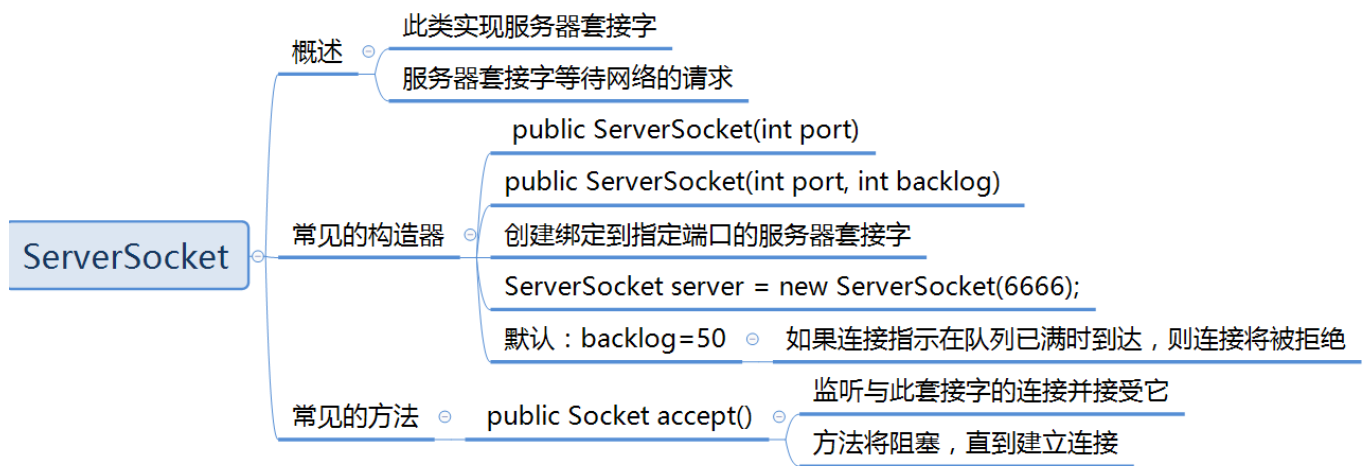 ServerSocket
概述
此类实现服务器套接字
服务器套接字等待网络的请求
常见的构造器
public ServerSocket(int port)
public ServerSocket(int port, int backlog)
创建绑定到指定端口的服务器套接字
ServerSocket server = new ServerSocket(6666);
默认：backlog=50
如果连接指示在队列已满时到达，则连接将被拒绝
常见的方法
public Socket accept()
监听与此套接字的连接并接受它
方法将阻塞，直到建立连接